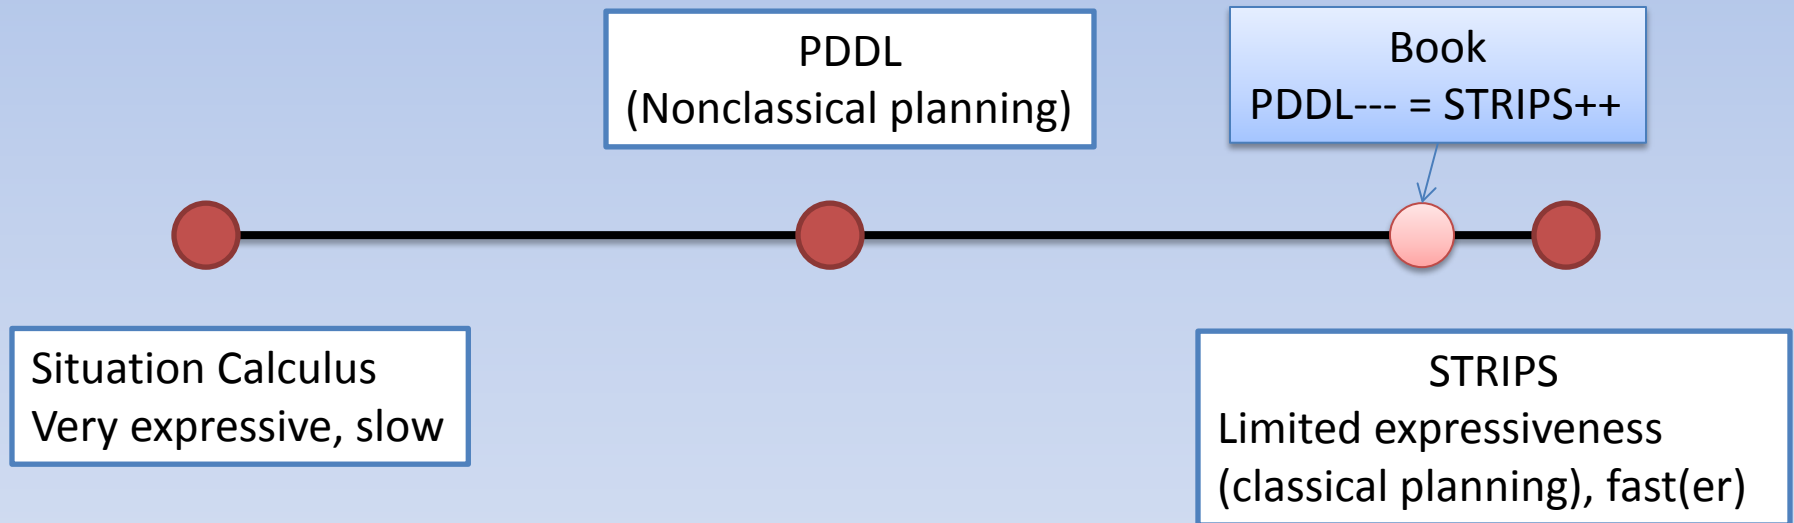 PDDL
(Nonclassical planning)
Book
PDDL--- = STRIPS++
Situation Calculus
Very expressive, slow
STRIPS
Limited expressiveness
(classical planning), fast(er)